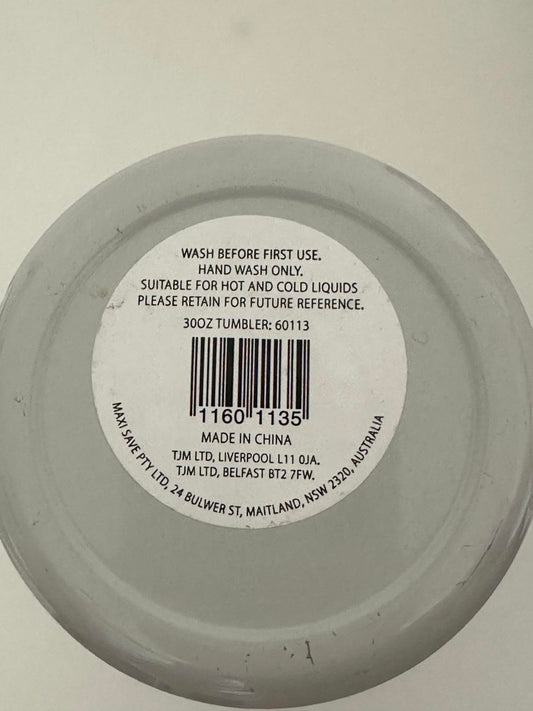 WASH BEFORE FIRST USE.
HAND WASH ONLY.
SUITABLE FOR HOT AND COLD LIQUIDS
PLEASE RETAIN FOR FUTURE REFERENCE.
30OZ TUMBLER: 60113
1160 1135
MADE IN CHINA
TJM LTD, LIVERPOOL L11 0JA.
TJM LTD, BELFAST BT2 7FW.
MAXI SAVE PTY LTD, 24 BULWER ST, MAITLAND, NSW 2320, AUSTRALIA